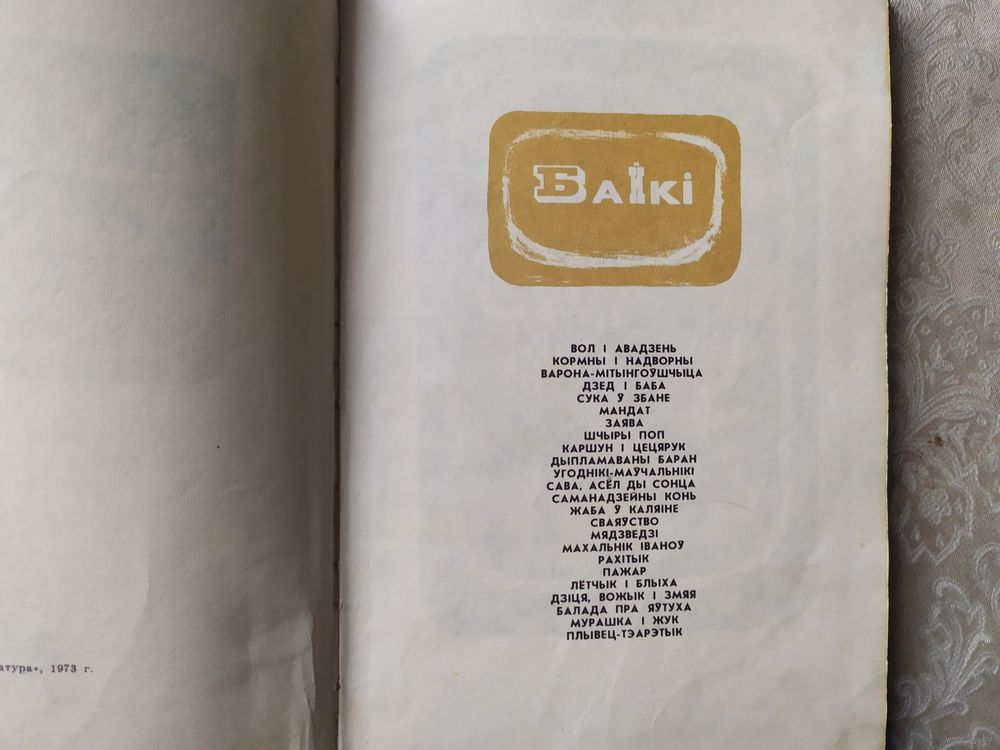 БАЙКІ
ВОЛ І АВАДЗЕНЬ
КОРМНЫ І НАДВОРНЫ
ВАРОНА-МІТЫНГОЎШЧЫЦА
ДЗЕД І БАБА
СУКА Ў ЗБАНЕ
МАНДАТ
ЗАЯВА
ШЧЫРЫ ПОП
КАРШУН І ЦЕЦЯРУК
ДЫПЛАМАВАНЫ БАРАН
УГОДНІКІ-МАЎЧАЛЬНІКІ
САВА, АСЁЛ ДЫ СОНЦА
САМАНАДЗЕЙНЫ КОНЬ
ЖАБА Ў КАЛЯІНЕ
СВАЯЎСТВО
МЯДЗВЕДЗІ
МАХАЛЬНІК ІВАНОЎ
РАХІТЫК
ПАЖАР
ЛЁТЧЫК І БЛЫХА
ДЗІЦЯ, ВОЖЫК І ЗМЯЯ
БАЛАДА ПРА ЯЎТУХА
МУРАШКА І ЖУК
ПЛЫВЕЦ-ТЭАРЭТЫК
атура», 1973 г.